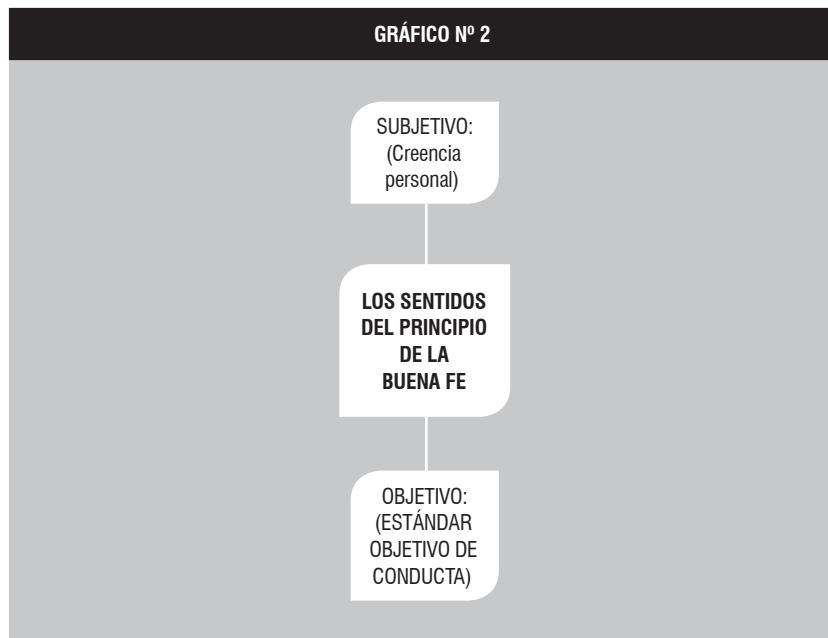 GRÁFICO Nº 2
SUBJETIVO:
(Creencia
personal)
LOS SENTIDOS
DEL PRINCIPIO
DE LA
BUENA FE
OBJETIVO:
(ESTÁNDAR
OBJETIVO DE
CONDUCTA)